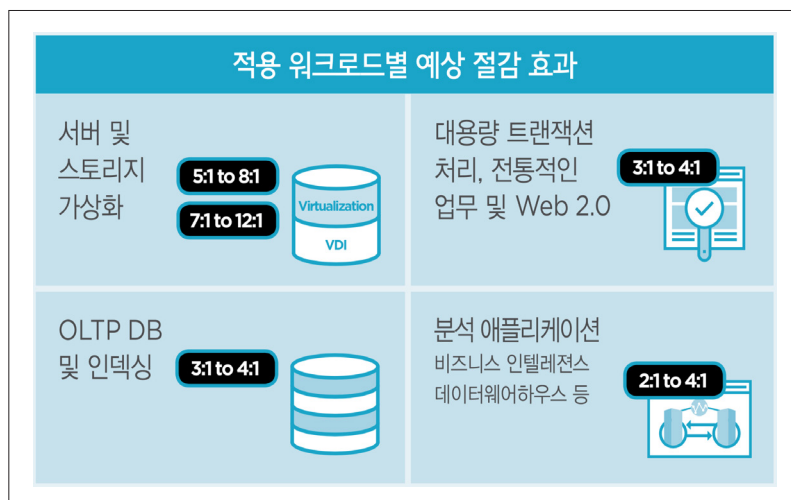 적용 워크로드별 예상 절감 효과
서버 및
스토리지
가상화
5:1 to 8:1
7:1 to 12:1
Virtualization
VDI
대용량 트랜잭션
처리, 전통적인
업무 및 Web 2.0
3:1 to 4:1
OLTP DB
및 인덱싱
3:1 to 4:1
분석 애플리케이션
비즈니스 인텔레젼스
데이터웨어하우스 등
2:1 to 4:1